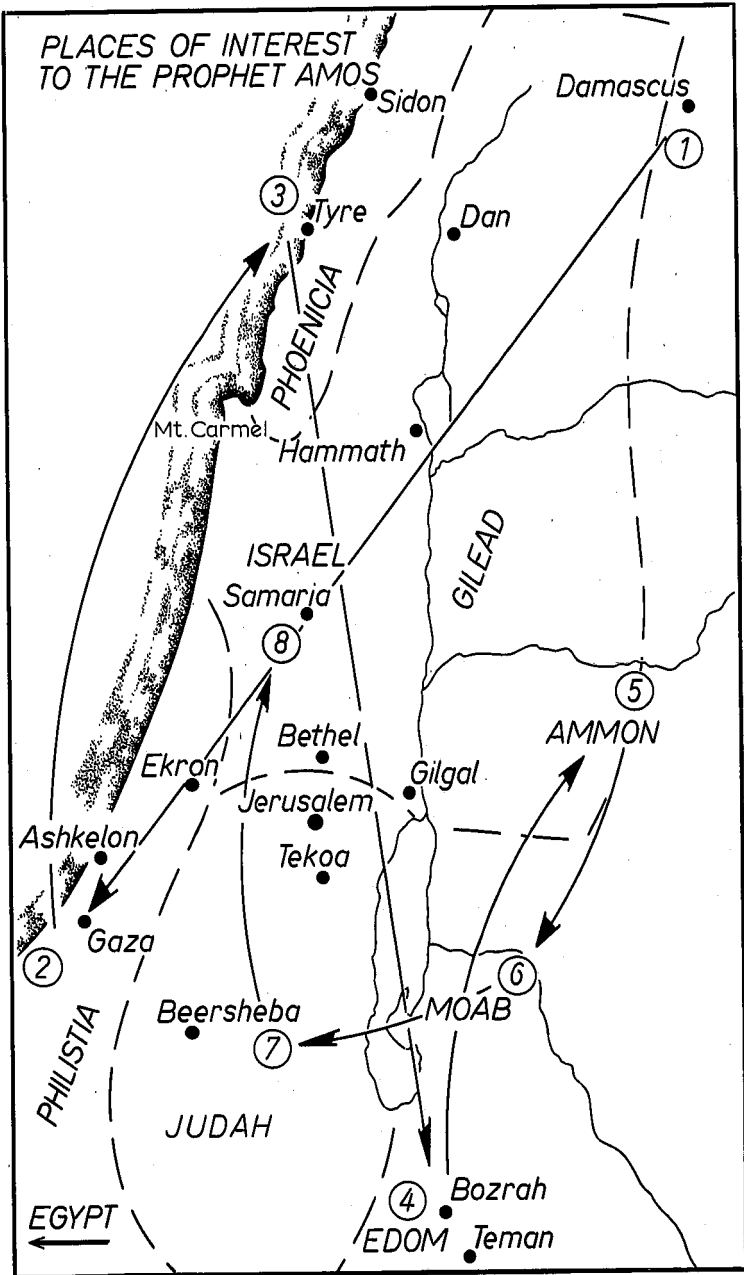 PLACES OF INTEREST
TO THE PROPHET AMOS
Sidon
Damascus
1
3
Tyre
Dan
PHOENICIA
Mt. Carmel
Hammath
ISRAEL
GILEAD
Samaria
8
5
AMMON
Bethel
Ekron
Gilgal
Jerusalem
Ashkelon
Tekoa
Gaza
2
6
Beersheba
MOAB
7
PHILISTIA
JUDAH
4
Bozrah
EGYPT
EDOM
Teman